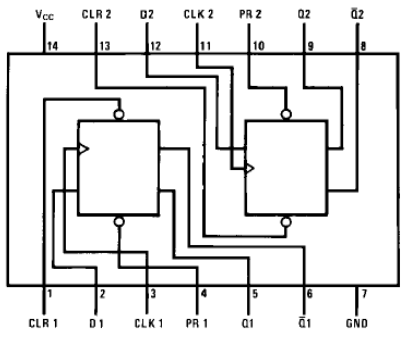 VCC CLR 2 D2 CLK 2 PR 2 Q2 Q̅2
14 13 12 11 10 9 8
1 2 3 4 5 6 7
CLR 1 D1 CLK 1 PR 1 Q1 Q̅1 GND